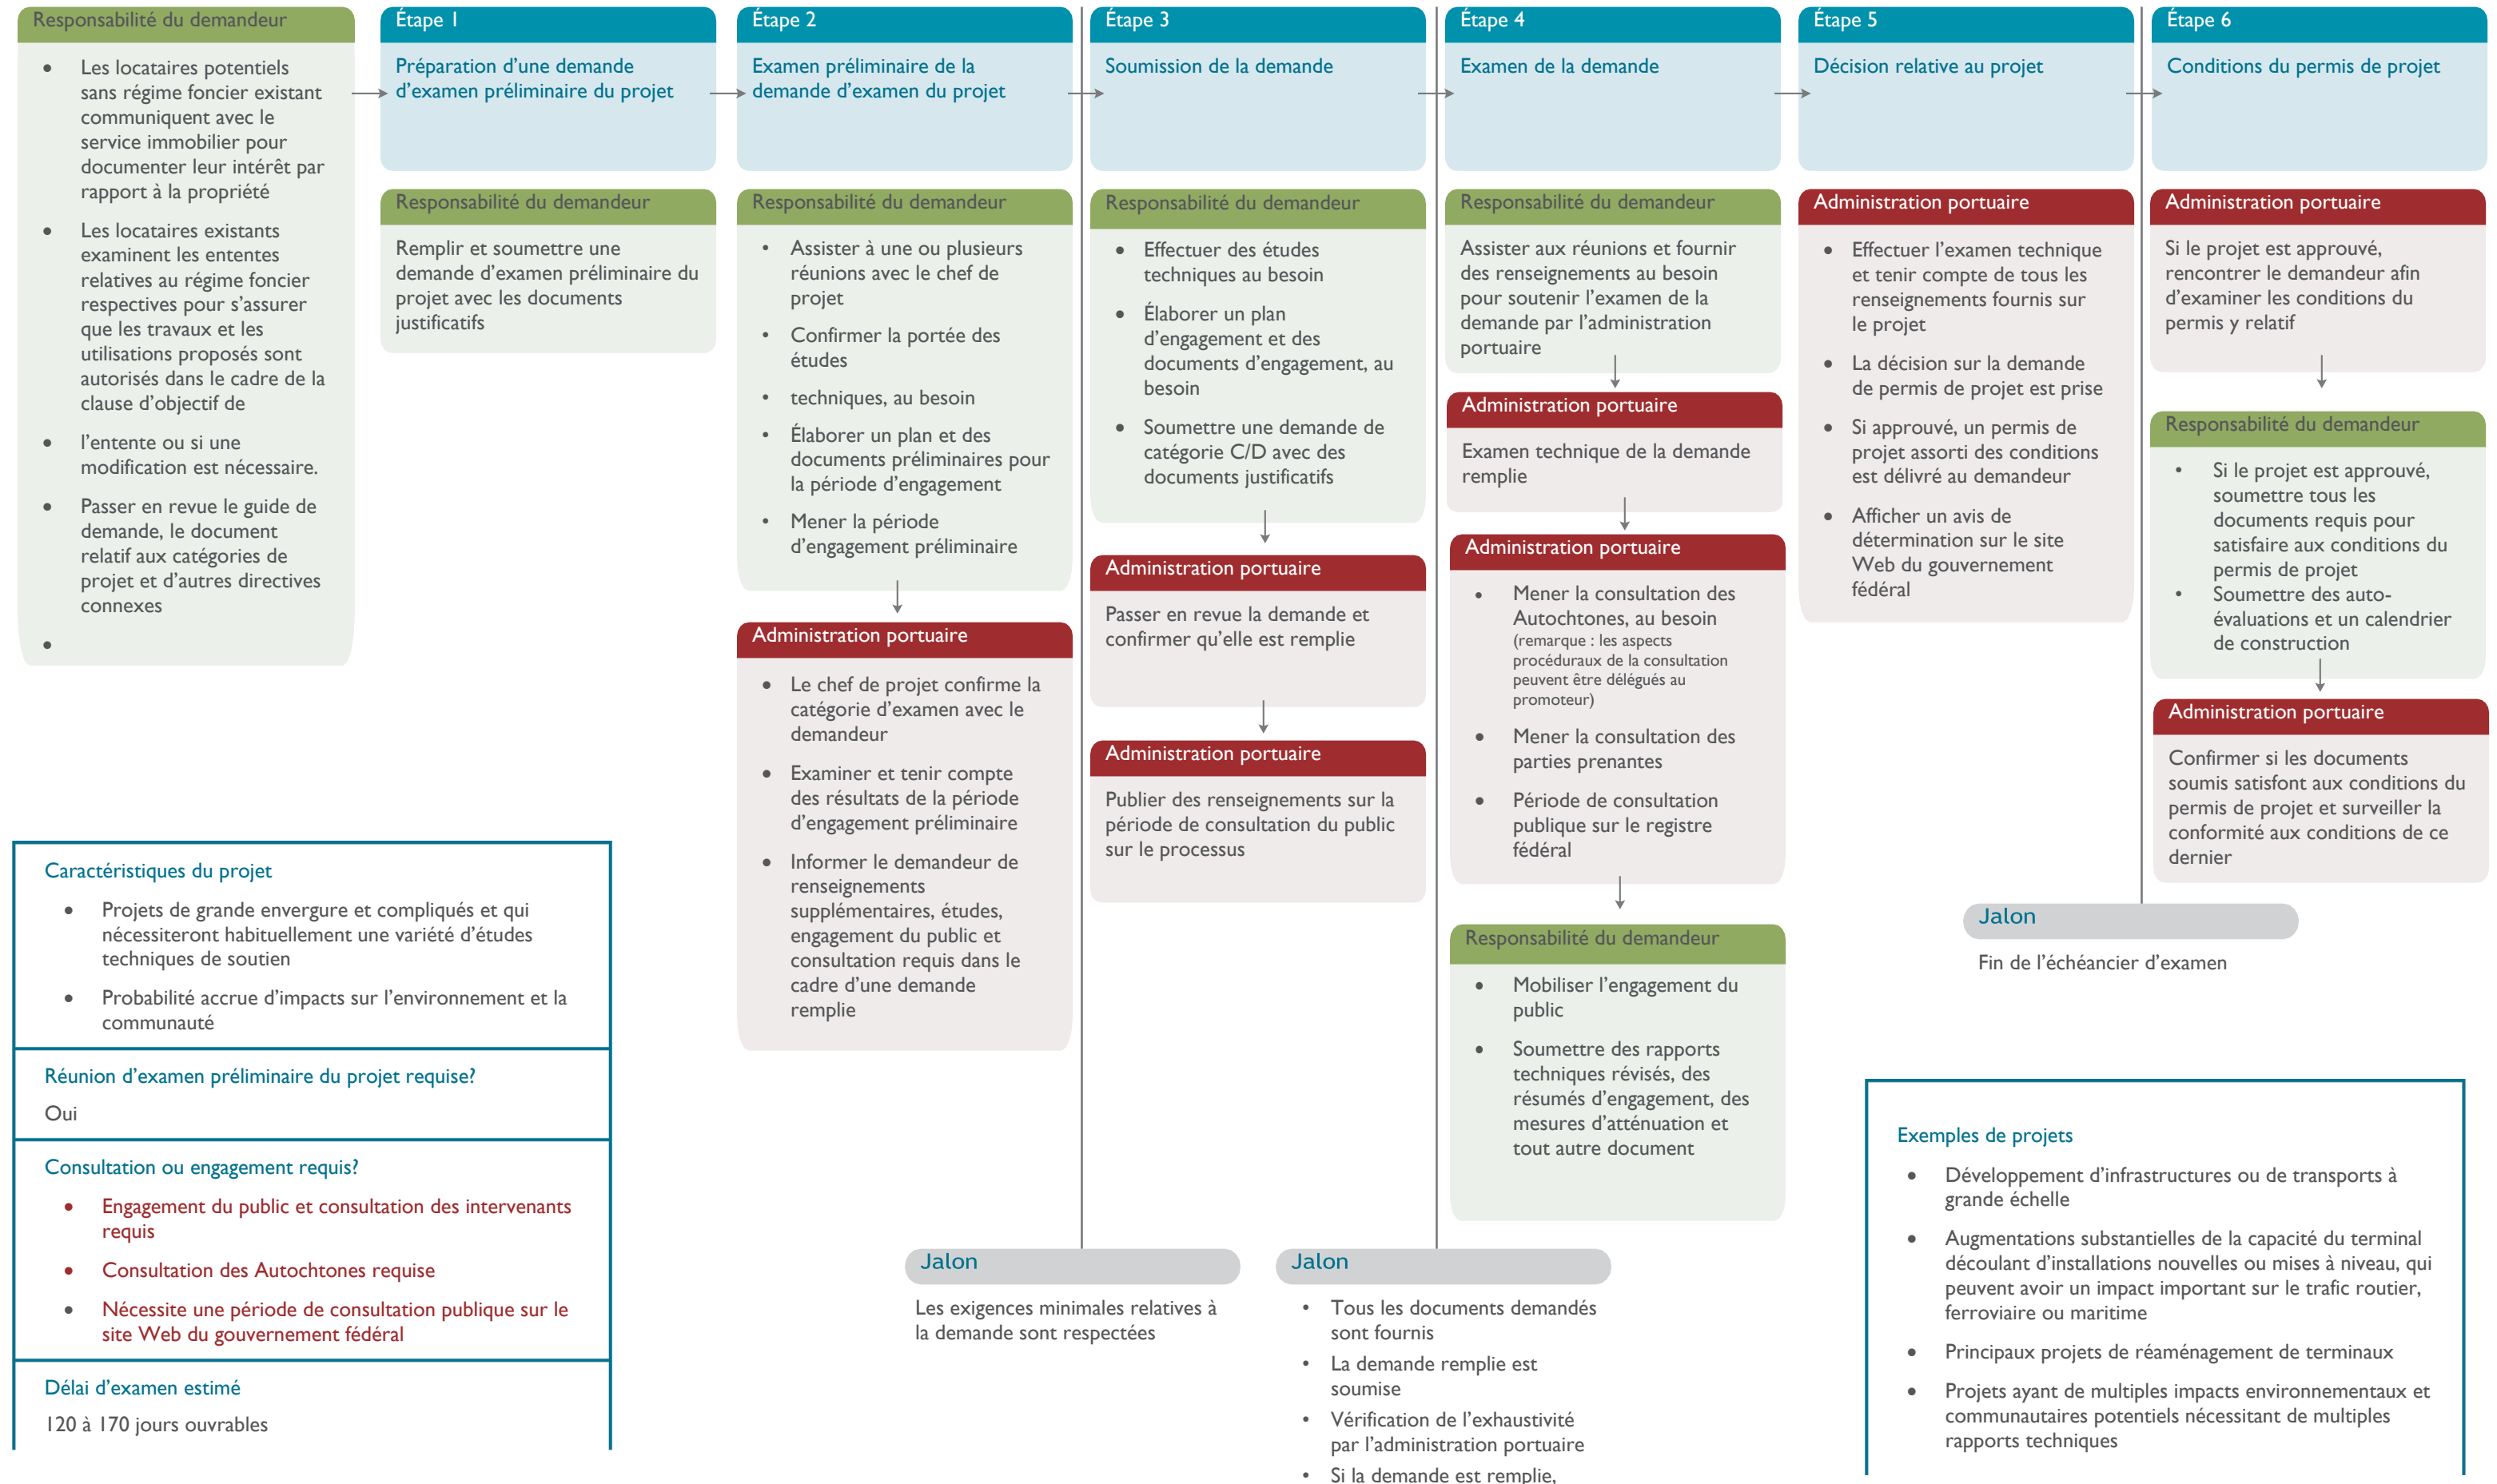 Responsabilité du demandeur
• Les locataires potentiels
sans régime foncier existant
communiquent avec le
service immobilier pour
documenter leur intérêt par
rapport à la propriété
• Les locataires existants
examinent les ententes
relatives au régime foncier
respectives pour s’assurer
que les travaux et les
utilisations proposés sont
autorisés dans le cadre de la
clause d’objectif de
• l’entente ou si une
modification est nécessaire.
• Passer en revue le guide de
demande, le document
relatif aux catégories de
projet et d’autres directives
connexes
•
Étape 1
Préparation d’une demande
d’examen préliminaire du projet
Responsabilité du demandeur
Remplir et soumettre une
demande d’examen préliminaire du
projet avec les documents
justificatifs
Étape 2
Examen préliminaire de la
demande d’examen du projet
Responsabilité du demandeur
• Assister à une ou plusieurs
réunions avec le chef de
projet
• Confirmer la portée des
études
• techniques, au besoin
• Élaborer un plan et des
documents préliminaires pour
la période d’engagement
• Mener la période
d’engagement préliminaire
Administration portuaire
• Le chef de projet confirme la
catégorie d’examen avec le
demandeur
• Examiner et tenir compte
des résultats de la période
d’engagement préliminaire
• Informer le demandeur de
renseignements
supplémentaires, études,
engagement du public et
consultation requis dans le
cadre d’une demande
remplie
Étape 3
Soumission de la demande
Responsabilité du demandeur
• Effectuer des études
techniques au besoin
• Élaborer un plan
d’engagement et des
documents d’engagement, au
besoin
• Soumettre une demande de
catégorie C/D avec des
documents justificatifs
Administration portuaire
Passer en revue la demande et
confirmer qu’elle est remplie
Administration portuaire
Publier des renseignements sur la
période de consultation du public
sur le processus
Étape 4
Examen de la demande
Responsabilité du demandeur
Assister aux réunions et fournir
des renseignements au besoin
pour soutenir l’examen de la
demande par l’administration
portuaire
Administration portuaire
Examen technique de la demande
remplie
Administration portuaire
• Mener la consultation des
Autochtones, au besoin
(remarque : les aspects
procéduraux de la consultation
peuvent être délégués au
promoteur)
• Mener la consultation des
parties prenantes
• Période de consultation
publique sur le registre
fédéral
Responsabilité du demandeur
• Mobiliser l’engagement du
public
• Soumettre des rapports
techniques révisés, des
résumés d’engagement, des
mesures d’atténuation et
tout autre document
Étape 5
Décision relative au projet
Administration portuaire
• Effectuer l’examen technique
et tenir compte de tous les
renseignements fournis sur
le projet
• La décision sur la demande
de permis de projet est prise
• Si approuvé, un permis de
projet assorti des conditions
est délivré au demandeur
• Afficher un avis de
détermination sur le site
Web du gouvernement
fédéral
Étape 6
Conditions du permis de projet
Administration portuaire
Si le projet est approuvé,
rencontrer le demandeur afin
d’examiner les conditions du
permis y relatif
Responsabilité du demandeur
• Si le projet est approuvé,
soumettre tous les
documents requis pour
satisfaire aux conditions du
permis de projet
• Soumettre des auto-
évaluations et un calendrier
de construction
Administration portuaire
Confirmer si les documents
soumis satisfont aux conditions du
permis de projet et surveiller la
conformité aux conditions de ce
dernier
Jalon
Fin de l’échéancier d’examen
Caractéristiques du projet
• Projets de grande envergure et compliqués et qui
nécessiteront habituellement une variété d’études
techniques de soutien
• Probabilité accrue d’impacts sur l’environnement et la
communauté
Réunion d’examen préliminaire du projet requise?
Oui
Consultation ou engagement requis?
• Engagement du public et consultation des intervenants
requis
• Consultation des Autochtones requise
• Nécessite une période de consultation publique sur le
site Web du gouvernement fédéral
Délai d’examen estimé
120 à 170 jours ouvrables
Jalon
Les exigences minimales relatives à
la demande sont respectées
Jalon
• Tous les documents demandés
sont fournis
• La demande remplie est
soumise
• Vérification de l’exhaustivité
par l’administration portuaire
• Si la demande est remplie,
Exemples de projets
• Développement d’infrastructures ou de transports à
grande échelle
• Augmentations substantielles de la capacité du terminal
découlant d’installations nouvelles ou mises à niveau, qui
peuvent avoir un impact important sur le trafic routier,
ferroviaire ou maritime
• Principaux projets de réaménagement de terminaux
• Projets ayant de multiples impacts environnementaux et
communautaires potentiels nécessitant de multiples
rapports techniques